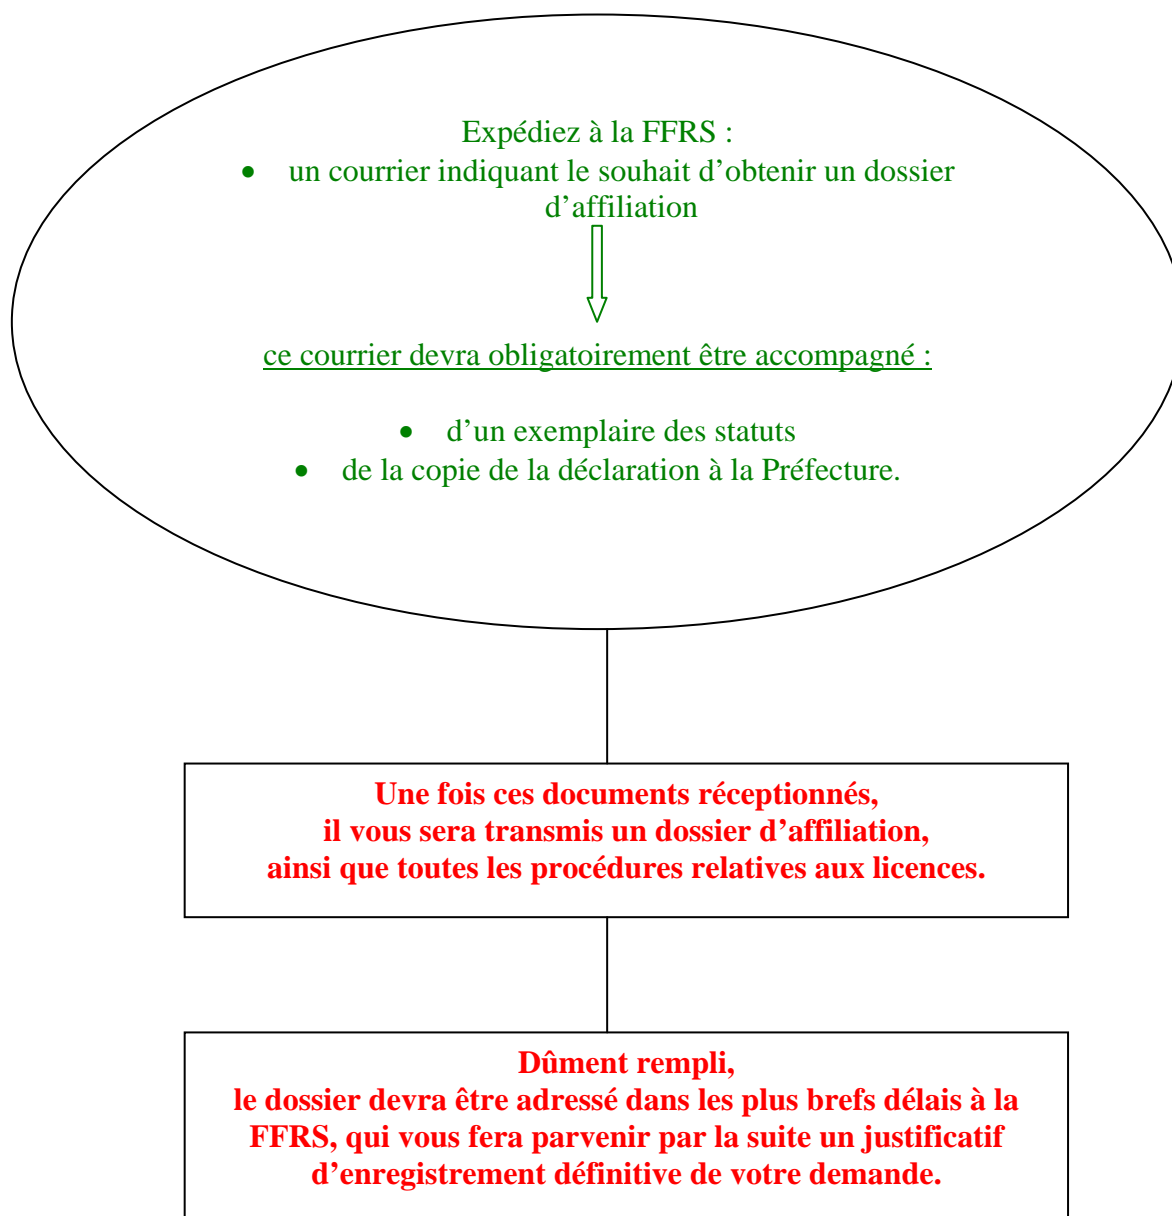 Expédiez à la FFRS :
• un courrier indiquant le souhait d’obtenir un dossier
d’affiliation
ce courrier devra obligatoirement être accompagné :
• d’un exemplaire des statuts
• de la copie de la déclaration à la Préfecture.
Une fois ces documents réceptionnés,
il vous sera transmis un dossier d’affiliation,
ainsi que toutes les procédures relatives aux licences.
Dûment rempli,
le dossier devra être adressé dans les plus brefs délais à la
FFRS, qui vous fera parvenir par la suite un justificatif
d’enregistrement définitive de votre demande.